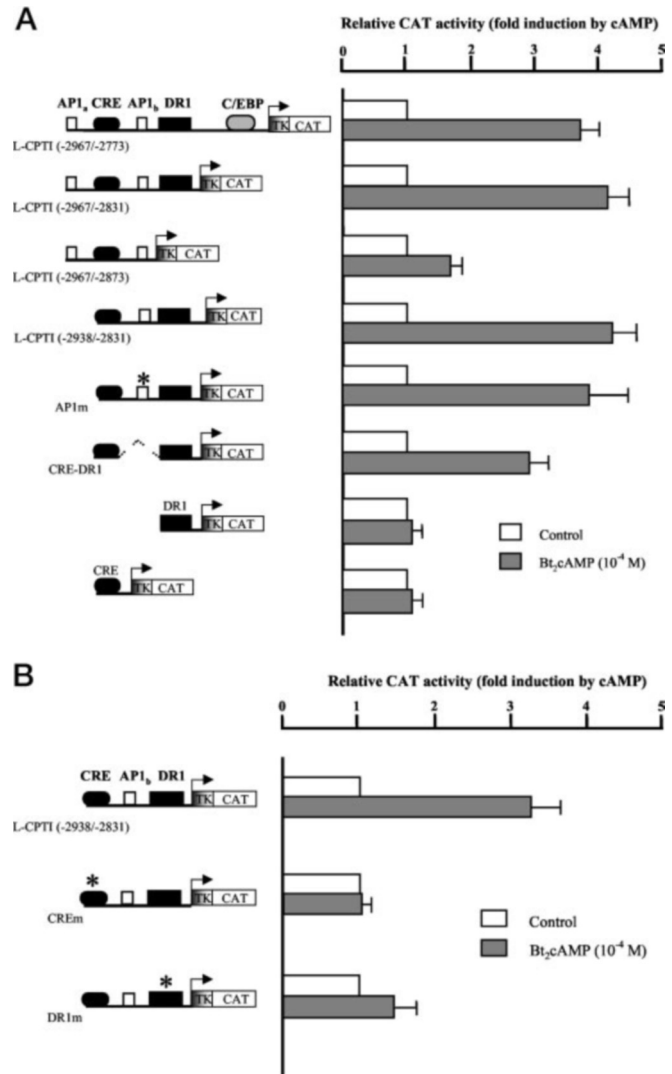 A
Relative CAT activity (fold induction by cAMP)
0 1 2 3 4 5
AP1a CRE AP1b DR1 C/EBP
TK CAT
L-CPTI (-2967/-2773)
TK CAT
L-CPTI (-2967/-2831)
TK CAT
L-CPTI (-2967/-2873)
TK CAT
L-CPTI (-2938/-2831)
*
TK CAT
AP1m
TK CAT
CRE-DR1
DR1
TK CAT
Control
CRE
Bt₂cAMP (10⁻⁴ M)
TK CAT
B
Relative CAT activity (fold induction by cAMP)
0 1 2 3 4 5
CRE AP1b DR1
TK CAT
L-CPTI (-2938/-2831)
*
TK CAT
CREm
Control
Bt₂cAMP (10⁻⁴ M)
*
TK CAT
DR1m